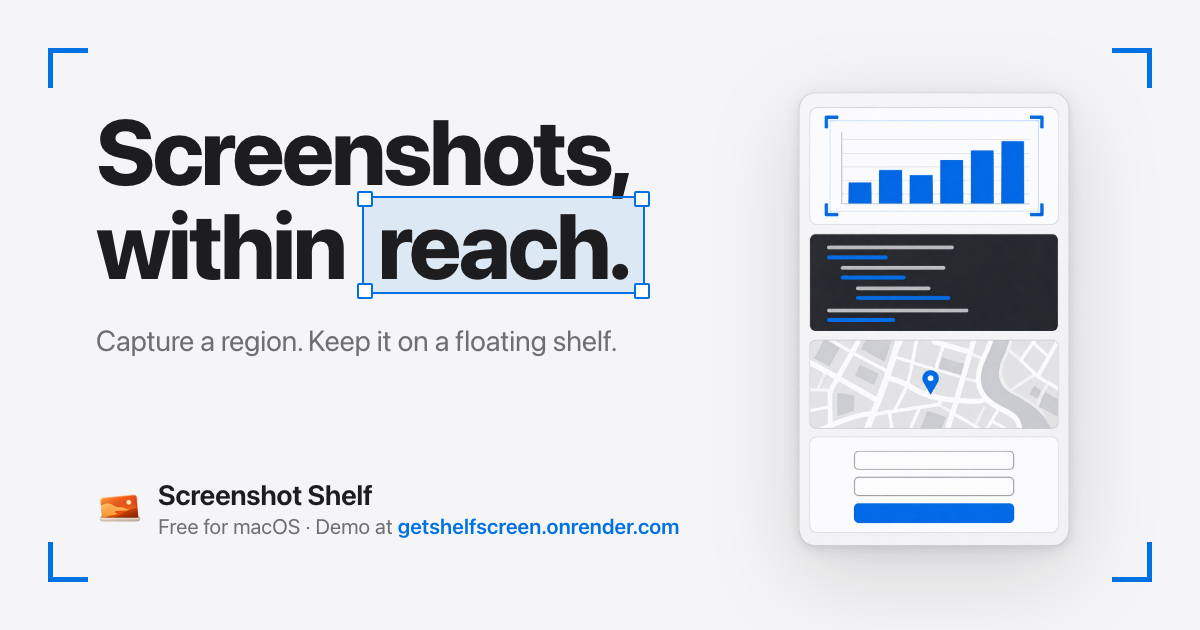 Screenshots,
within reach.
Capture a region. Keep it on a floating shelf.
Screenshot Shelf
Free for macOS · Demo at getshelfscreen.onrender.com